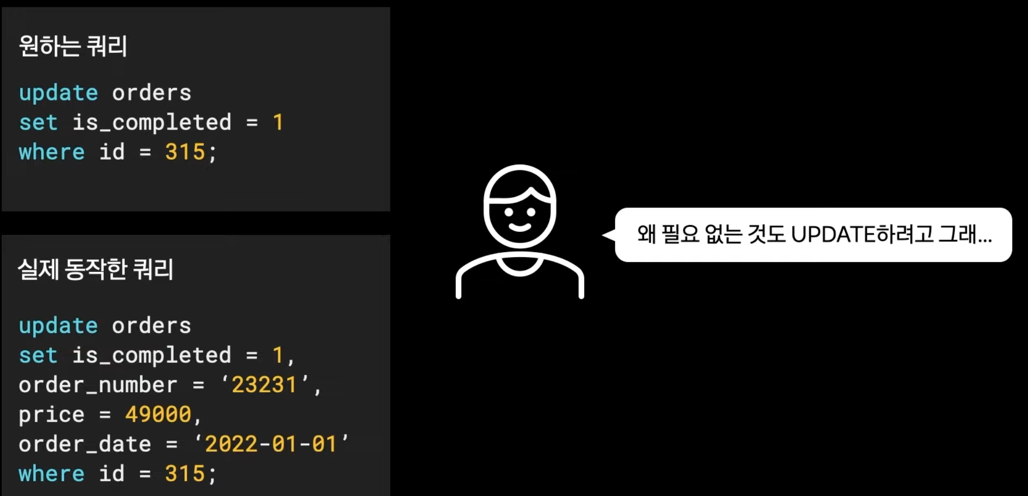 원하는 쿼리
update orders
set is_completed = 1
where id = 315;
왜 필요 없는 것도 UPDATE하려고 그래...
실제 동작한 쿼리
update orders
set is_completed = 1,
order_number = ‘23231’,
price = 49000,
order_date = ‘2022-01-01’
where id = 315;